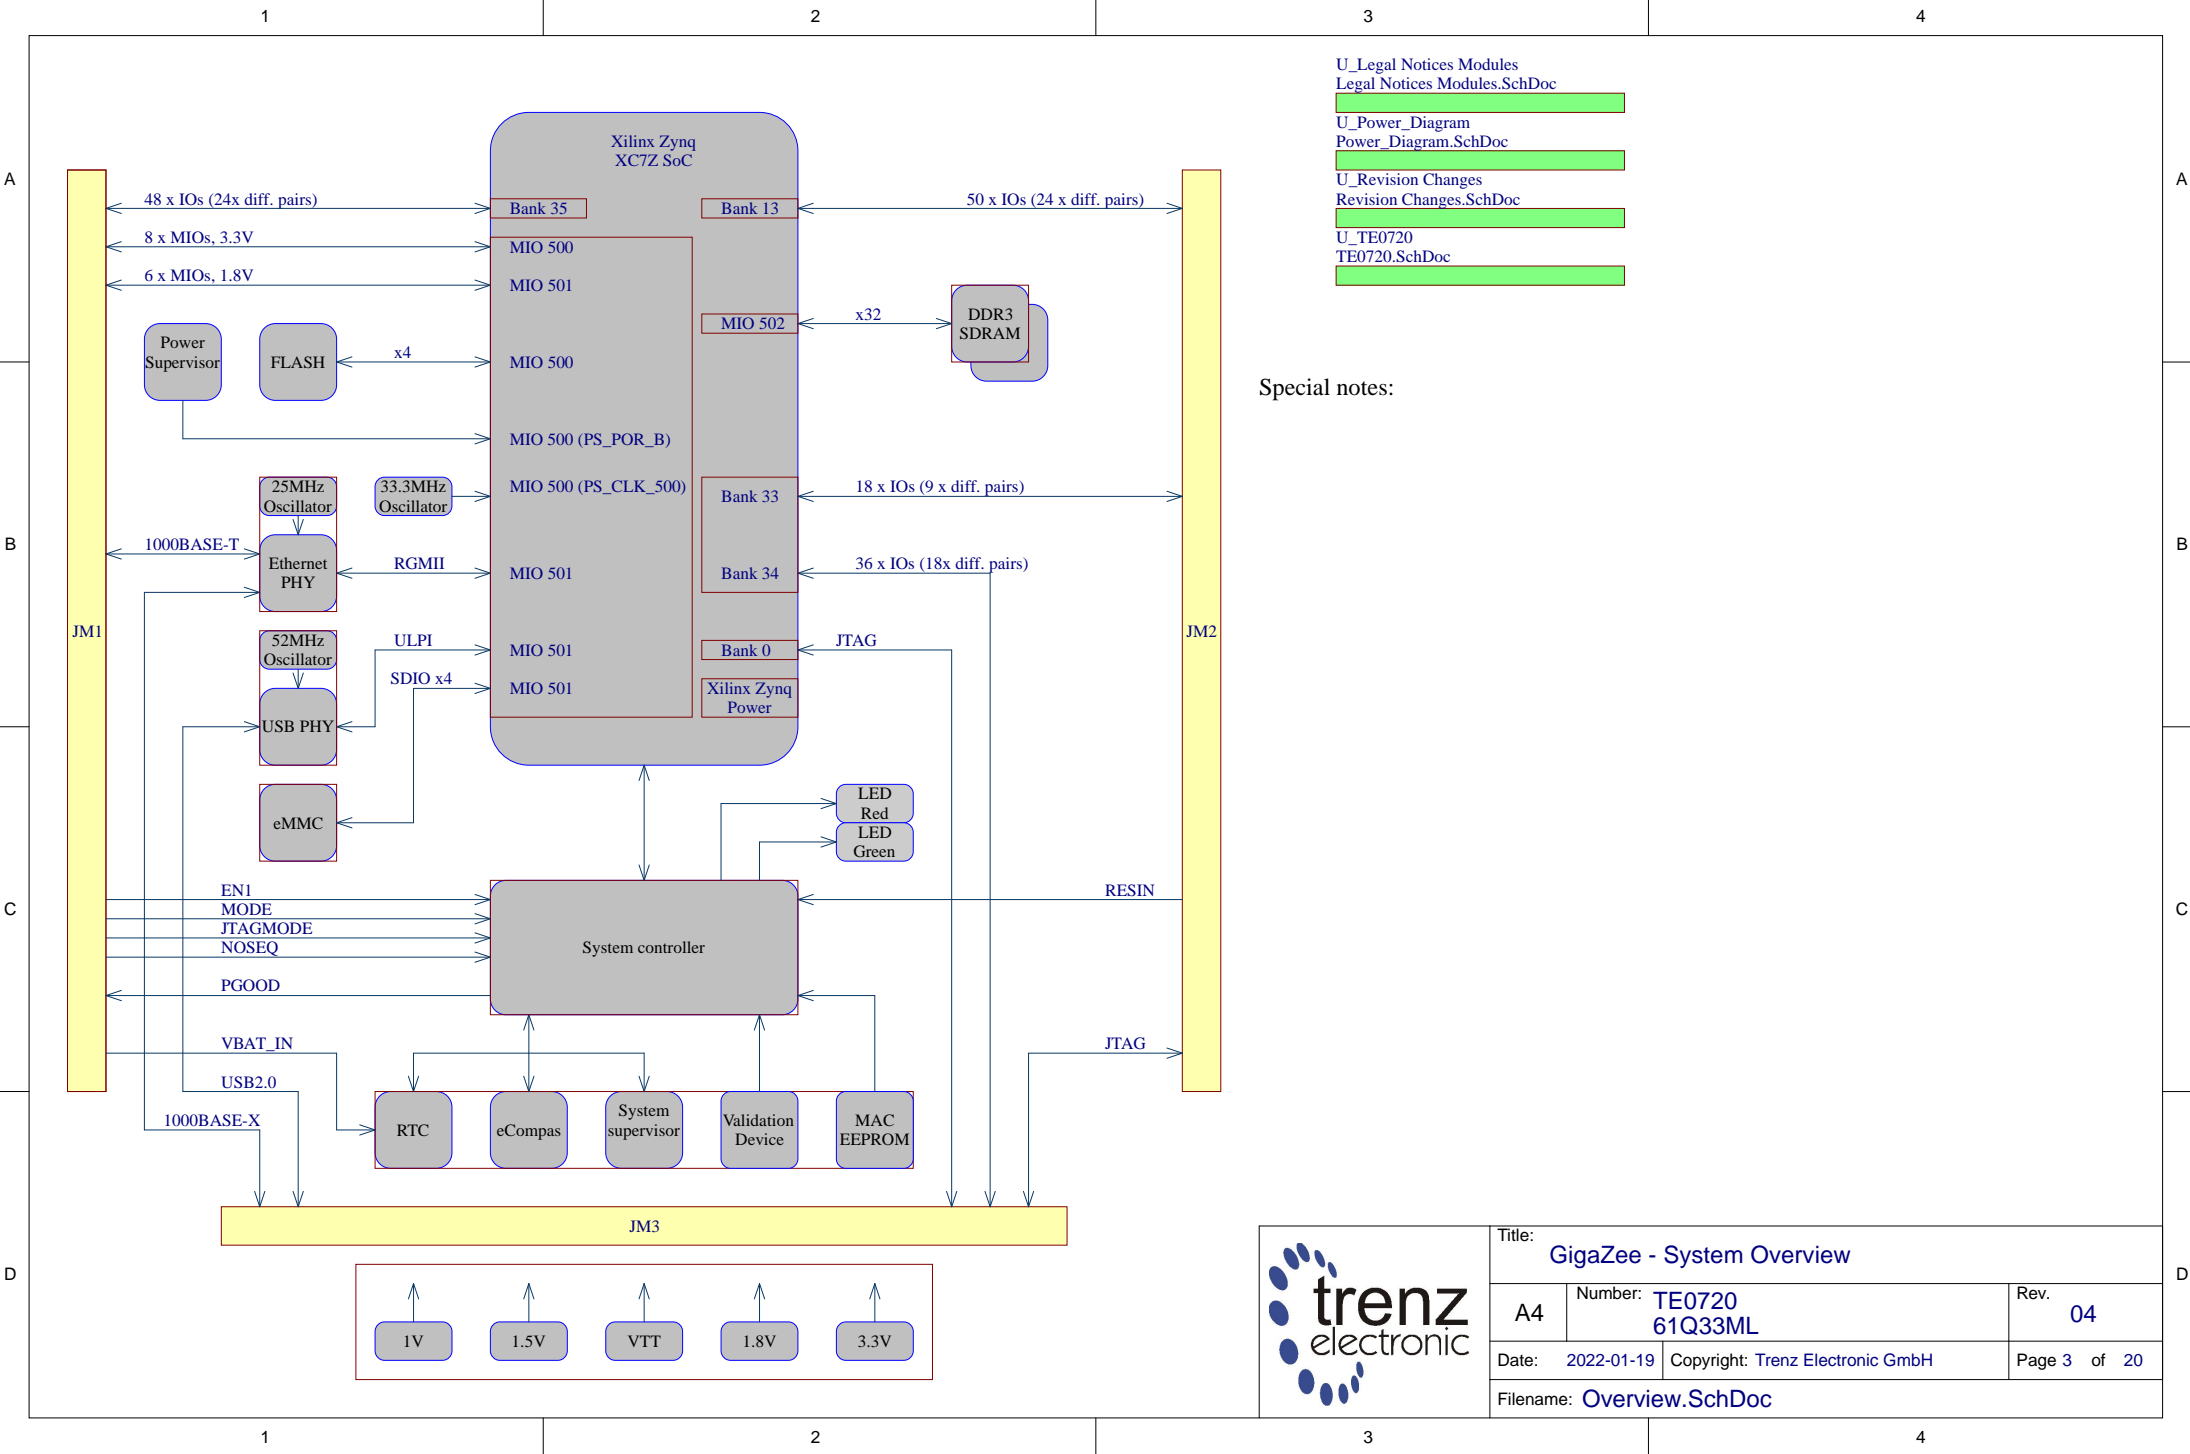 1
2
3
4
A
A
B
B
C
C
D
D
1
2
3
4
U_Legal Notices Modules
Legal Notices Modules.SchDoc
U_Power_Diagram
Power_Diagram.SchDoc
U_Revision Changes
Revision Changes.SchDoc
U_TE0720
TE0720.SchDoc
Special notes:
Xilinx Zynq
XC7Z SoC
48 x IOs (24x diff. pairs)
Bank 35
Bank 13
50 x IOs (24 x diff. pairs)
8 x MIOs, 3.3V
MIO 500
6 x MIOs, 1.8V
MIO 501
MIO 502
x32
DDR3
SDRAM
Power
Supervisor
FLASH
x4
MIO 500
MIO 500 (PS_POR_B)
25MHz
Oscillator
33.3MHz
Oscillator
MIO 500 (PS_CLK_500)
Bank 33
18 x IOs (9 x diff. pairs)
1000BASE-T
Ethernet
PHY
RGMII
MIO 501
Bank 34
36 x IOs (18x diff. pairs)
JM1
JM2
52MHz
Oscillator
ULPI
MIO 501
Bank 0
JTAG
SDIO x4
MIO 501
Xilinx Zynq
Power
USB PHY
eMMC
LED
Red
LED
Green
EN1
MODE
JTAGMODE
NOSEQ
PGOOD
System controller
RESIN
VBAT_IN
JTAG
USB2.0
1000BASE-X
RTC
eCompas
System
supervisor
Validation
Device
MAC
EEPROM
JM3
1V
1.5V
VTT
1.8V
3.3V
trenz
electronic
Title:
GigaZee - System Overview
A4
Number: TE0720
61Q33ML
Rev.
04
Date: 2022-01-19
Copyright: Trenz Electronic GmbH
Page 3 of 20
Filename: Overview.SchDoc